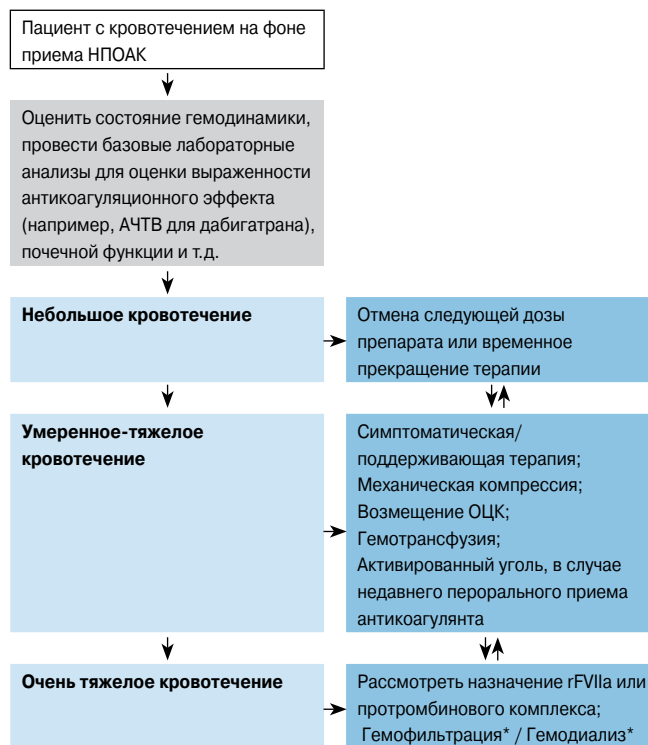 Пациент с кровотечением на фоне
приема НПОАК
Оценить состояние гемодинамики,
провести базовые лабораторные
анализы для оценки выраженности
антикоагуляционного эффекта
(например, АЧТВ для дабигатрана),
почечной функции и т.д.
Небольшое кровотечение
Отмена следующей дозы
препарата или временное
прекращение терапии
Умеренное-тяжелое
кровотечение
Симптоматическая/
поддерживающая терапия;
Механическая компрессия;
Возмещение ОЦК;
Гемотрансфузия;
Активированный уголь, в случае
недавнего перорального приема
антикоагулянта
Очень тяжелое кровотечение
Рассмотреть назначение rFVIIa или
протромбинового комплекса;
Гемофильтрация* / Гемодиализ*